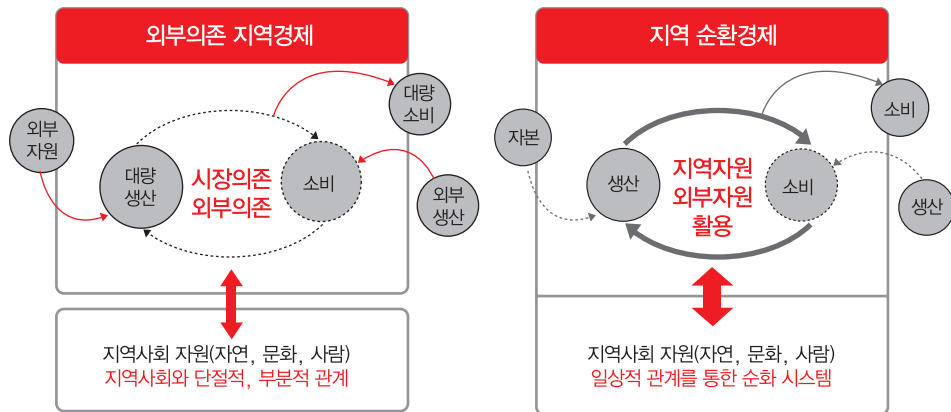 외부의존 지역경제
외부
자원
대량
생산
시장의존
외부의존
소비
대량
소비
외부
생산
지역사회 자원(자연, 문화, 사람)
지역사회와 단절적, 부분적 관계
지역 순환경제
자본
생산
지역자원
외부자원
활용
소비
소비
생산
지역사회 자원(자연, 문화, 사람)
일상적 관계를 통한 순화 시스템